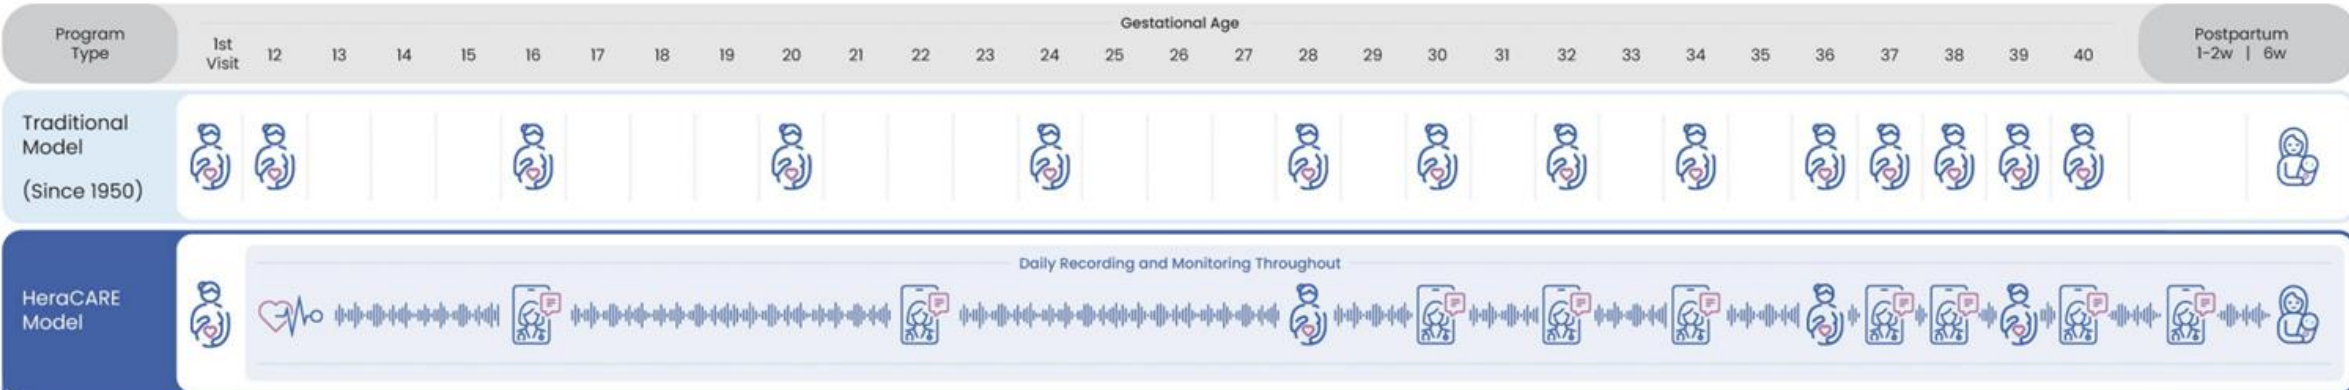 Program
Type
Gestational Age
1st
Visit
12 13 14 15 16 17 18 19 20 21 22 23 24 25 26 27 28 29 30 31 32 33 34 35 36 37 38 39 40
Postpartum
1-2w | 6w
Traditional
Model
(Since 1950)
Daily Recording and Monitoring Throughout
HeraCARE
Model